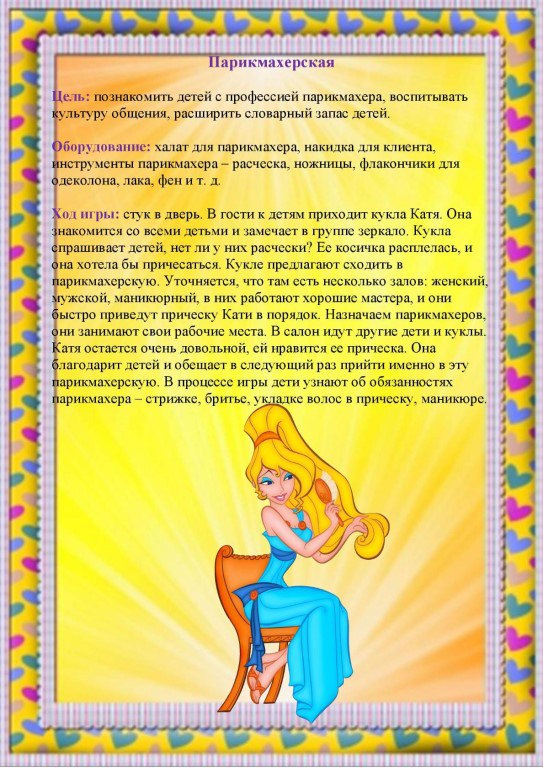 Парикмахерская
Цель: познакомить детей с профессией парикмахера, воспитывать
культуру общения, расширить словарный запас детей.
Оборудование: халат для парикмахера, накидка для клиента,
инструменты парикмахера – расческа, ножницы, флакончики для
одеколона, лака, фен и т. д.
Ход игры: стук в дверь. В гости к детям приходит кукла Катя. Она
знакомится со всеми детьми и замечает в группе зеркало. Кукла
спрашивает детей, нет ли у них расчески? Ее косичка расплелась, и
она хотела бы причесаться. Кукле предлагают сходить в
парикмахерскую. Уточняется, что там есть несколько залов: женский,
мужской, маникюрный, в них работают хорошие мастера, и они
быстро приведут прическу Кати в порядок. Назначаем парикмахеров,
они занимают свои рабочие места. В салон идут другие дети и куклы.
Катя остается очень довольной, ей нравится ее прическа. Она
благодарит детей и обещает в следующий раз прийти именно в эту
парикмахерскую. В процессе игры дети узнают об обязанностях
парикмахера – стрижке, бритье, укладке волос в прическу, маникюре.